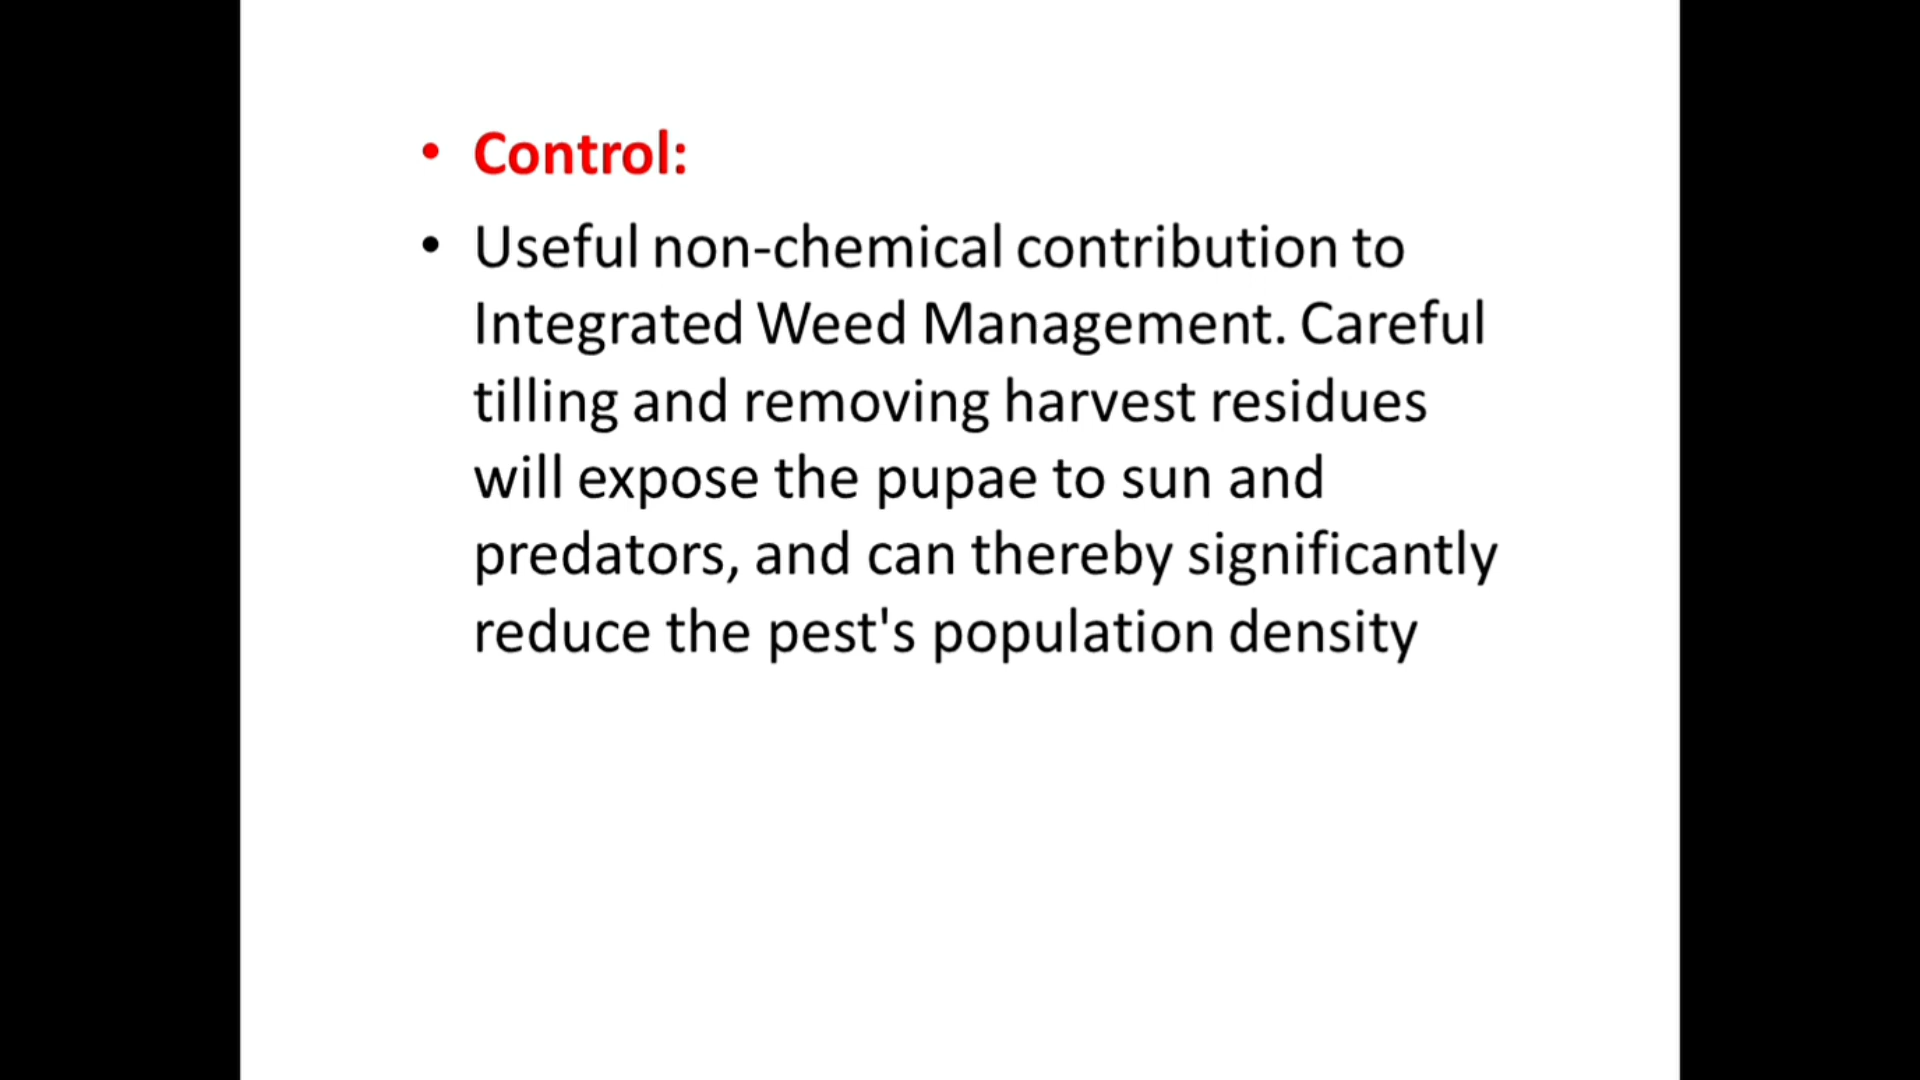 • Control:
• Useful non-chemical contribution to
Integrated Weed Management. Careful
tilling and removing harvest residues
will expose the pupae to sun and
predators, and can thereby significantly
reduce the pest's population density